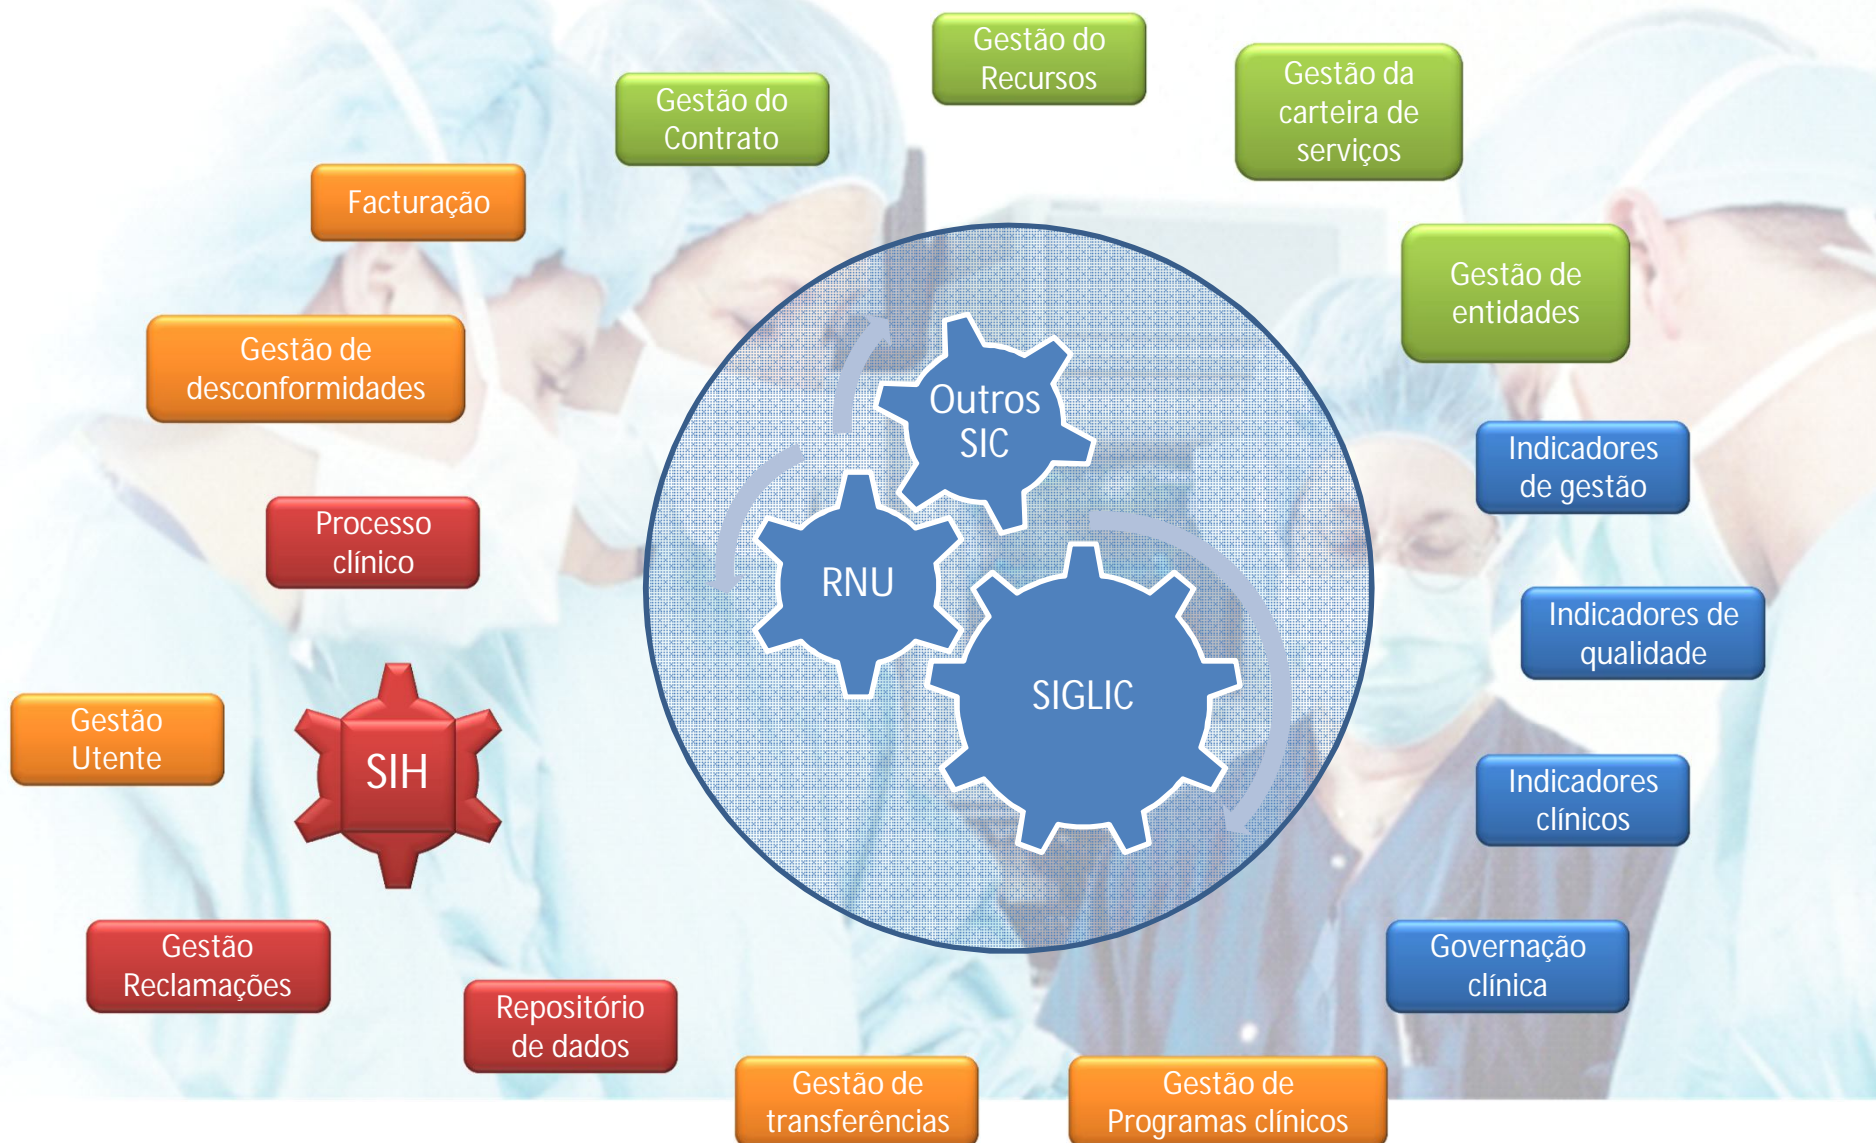 Gestão do
Recursos
Gestão da
carteira de
serviços
Gestão do
Contrato
Facturação
Gestão de
entidades
Gestão de
desconformidades
Outros
SIC
Indicadores
de gestão
Processo
clínico
RNU
Indicadores de
qualidade
SIGLIC
Gestão
Utente
SIH
Indicadores
clínicos
Gestão
Reclamações
Governação
clínica
Repositório
de dados
Gestão de
transferências
Gestão de
Programas clínicos